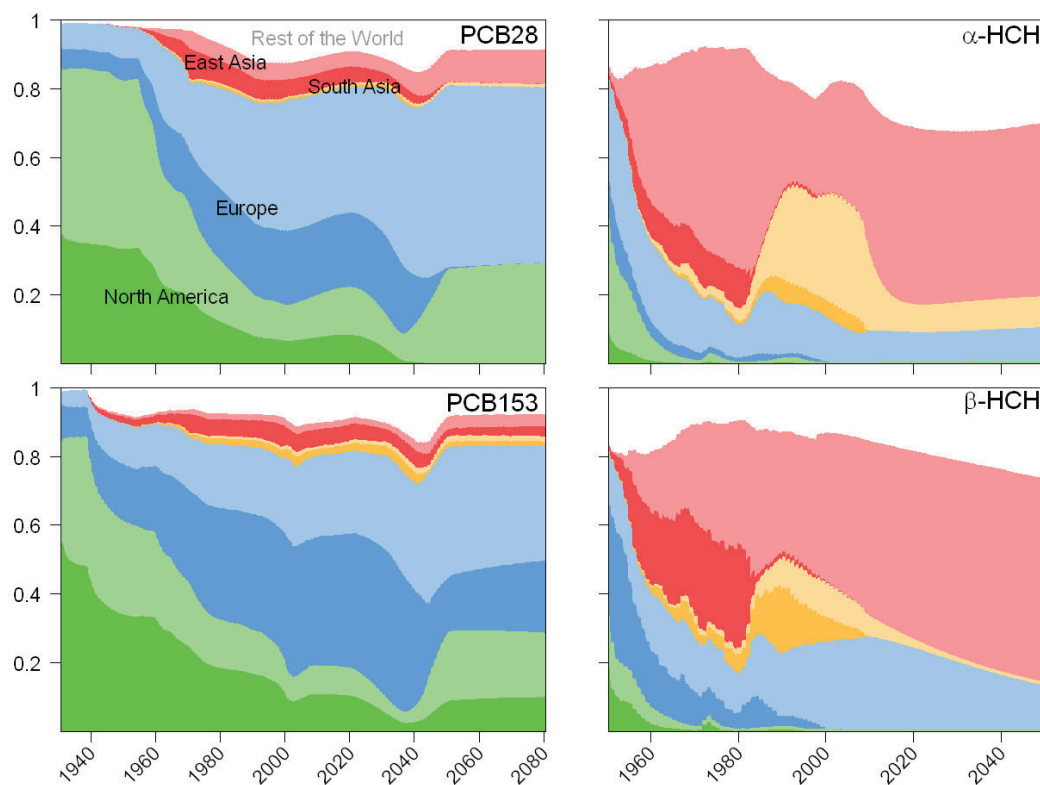 1
PCB28
α-HCH
Rest of the World
East Asia
0.8
South Asia
0.6
Europe
0.4
North America
0.2
1
PCB153
β-HCH
0.8
0.6
0.4
0.2
1940 1960 1980 2000 2020 2040 2060 2080 1960 1980 2000 2020 2040